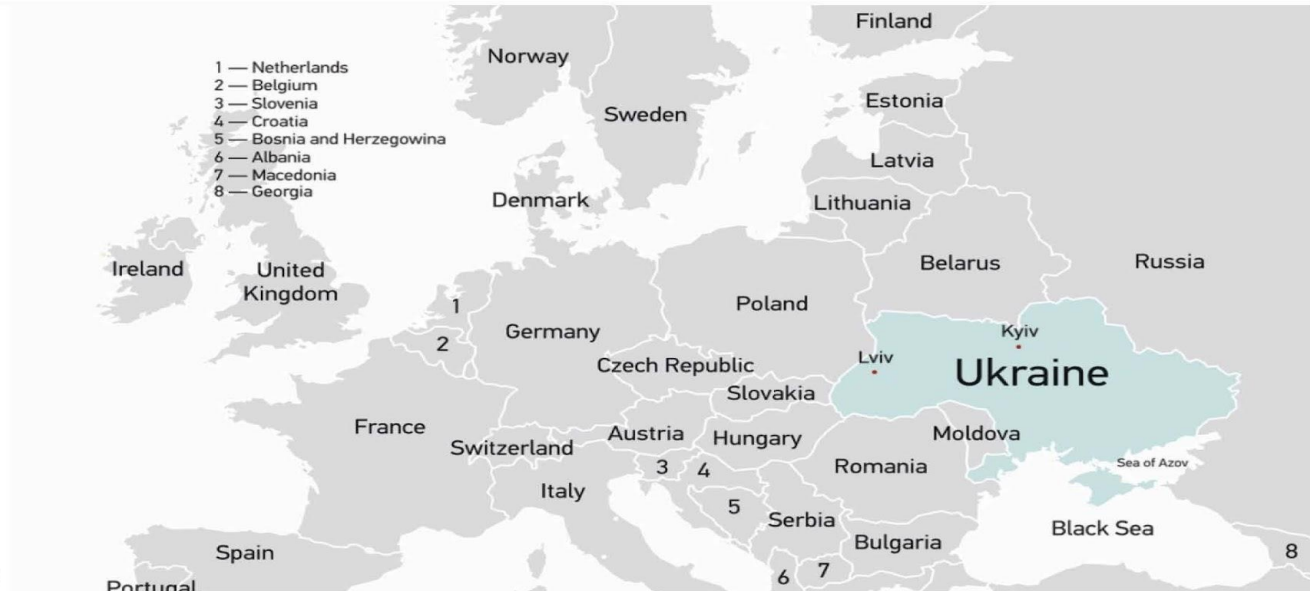 Finland
Norway
1 — Netherlands
2 — Belgium
3 — Slovenia
4 — Croatia
5 — Bosnia and Herzegowina
6 — Albania
7 — Macedonia
8 — Georgia
Estonia
Sweden
Latvia
Denmark
Lithuania
Ireland
United
Kingdom
Belarus
Russia
1
Poland
Germany
2
Kyiv
Lviv
Czech Republic
Ukraine
Slovakia
France
Switzerland
Austria
Hungary
Moldova
3
4
Romania
Sea of Azov
Italy
5
Serbia
Black Sea
Bulgaria
Spain
8
6
7
Portugal